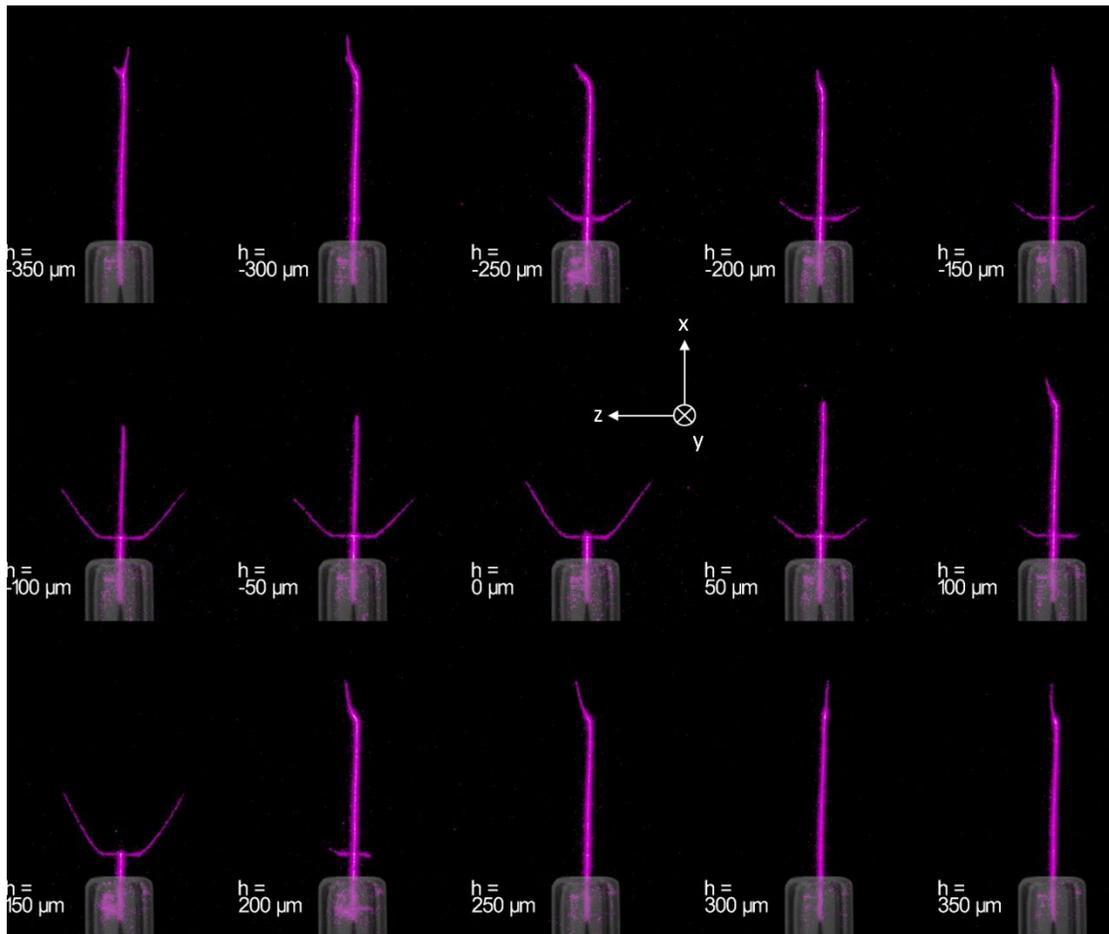 h =
-350 µm
h =
-300 µm
h =
-250 µm
h =
-200 µm
h =
-150 µm
x
z
y
h =
-100 µm
h =
-50 µm
h =
0 µm
h =
50 µm
h =
100 µm
h =
150 µm
h =
200 µm
h =
250 µm
h =
300 µm
h =
350 µm